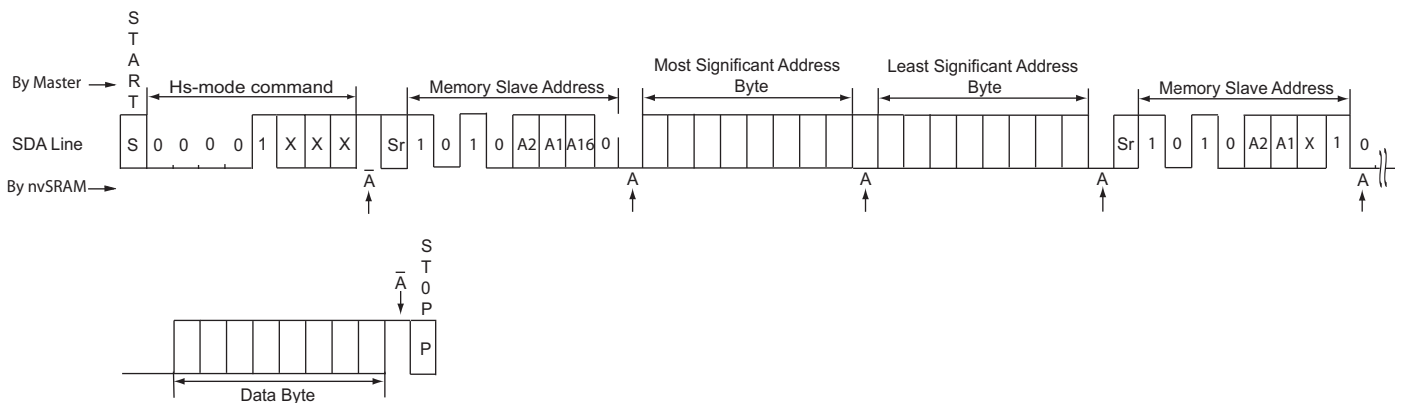 START
By Master
Hs-mode command
Memory Slave Address
Most Significant Address
Byte
Least Significant Address
Byte
Memory Slave Address
SDA Line
S 0 0 0 0 1 X X X Sr 1 0 1 0 A2 A1 A16 0 Sr 1 0 1 0 A2 A1 X 1 0
By nvSRAM
A̅ A A A A
A̅
ST0P
P
Data Byte